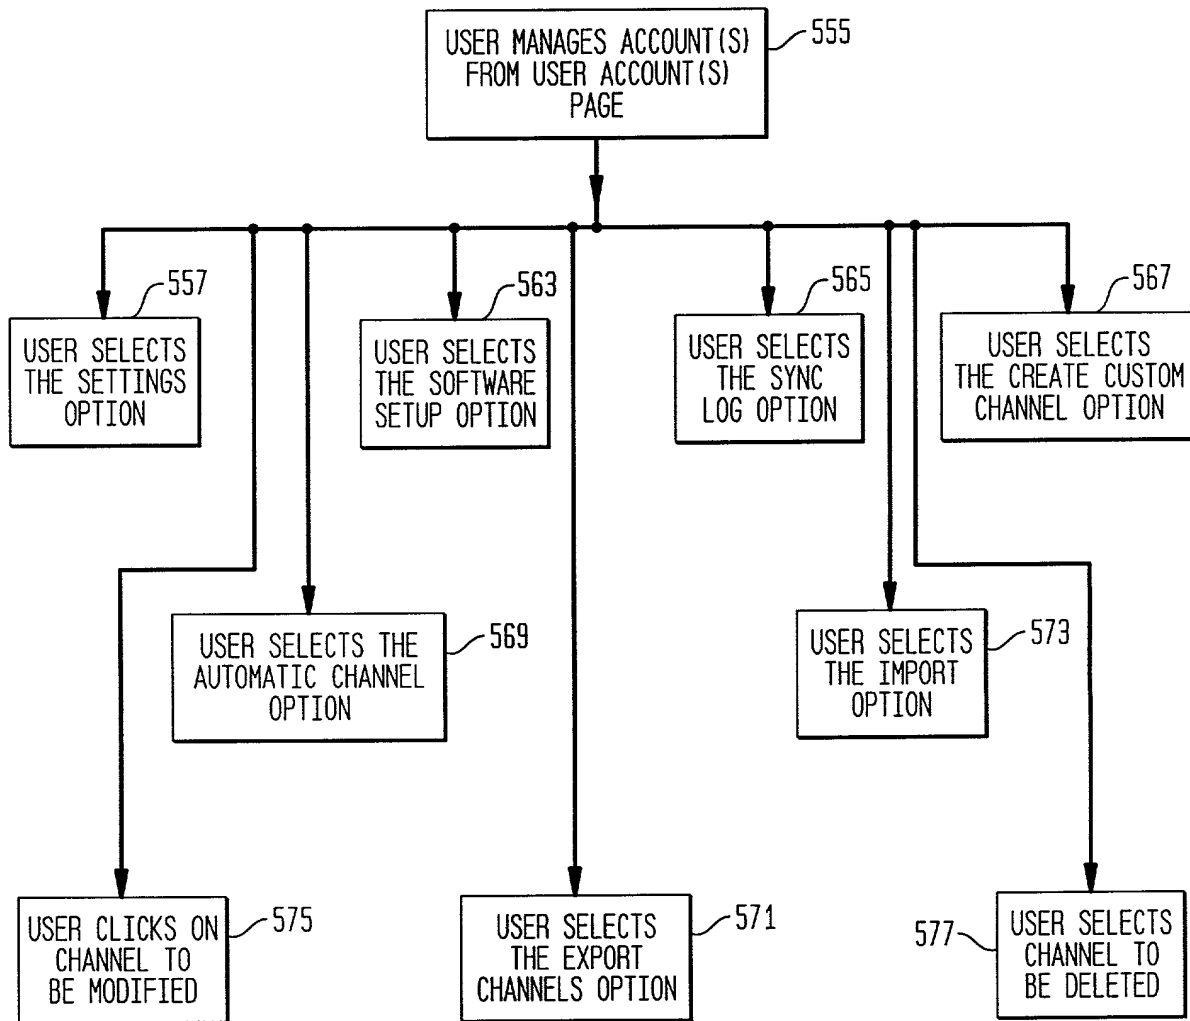 USER MANAGES ACCOUNT(S)
FROM USER ACCOUNT(S)
PAGE
555
557
USER SELECTS
THE SETTINGS
OPTION
563
USER SELECTS
THE SOFTWARE
SETUP OPTION
565
USER SELECTS
THE SYNC
LOG OPTION
567
USER SELECTS
THE CREATE CUSTOM
CHANNEL OPTION
USER SELECTS THE
AUTOMATIC CHANNEL
OPTION
569
USER SELECTS
THE IMPORT
OPTION
573
USER CLICKS ON
CHANNEL TO
BE MODIFIED
575
USER SELECTS
THE EXPORT
CHANNELS OPTION
571
577
USER SELECTS
CHANNEL TO
BE DELETED